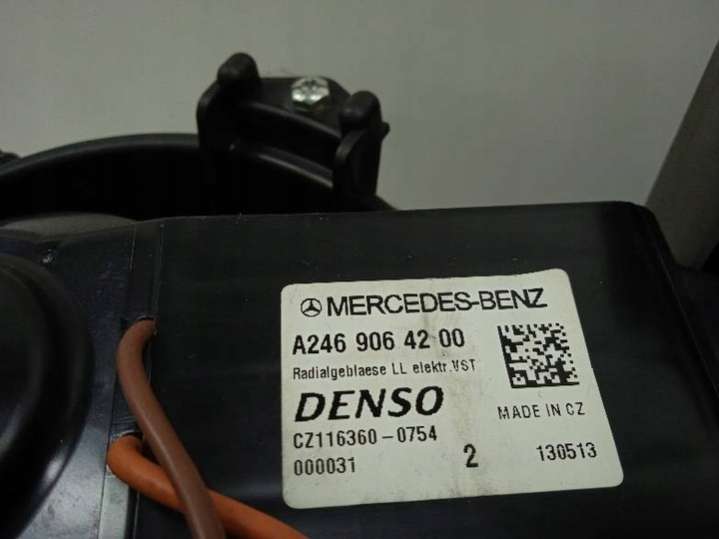 MERCEDES-BENZ
A246 906 42 00
Radialgeblaese LL elektr.VST
DENSO
MADE IN CZ
CZ116360-0754
000031 2 130513